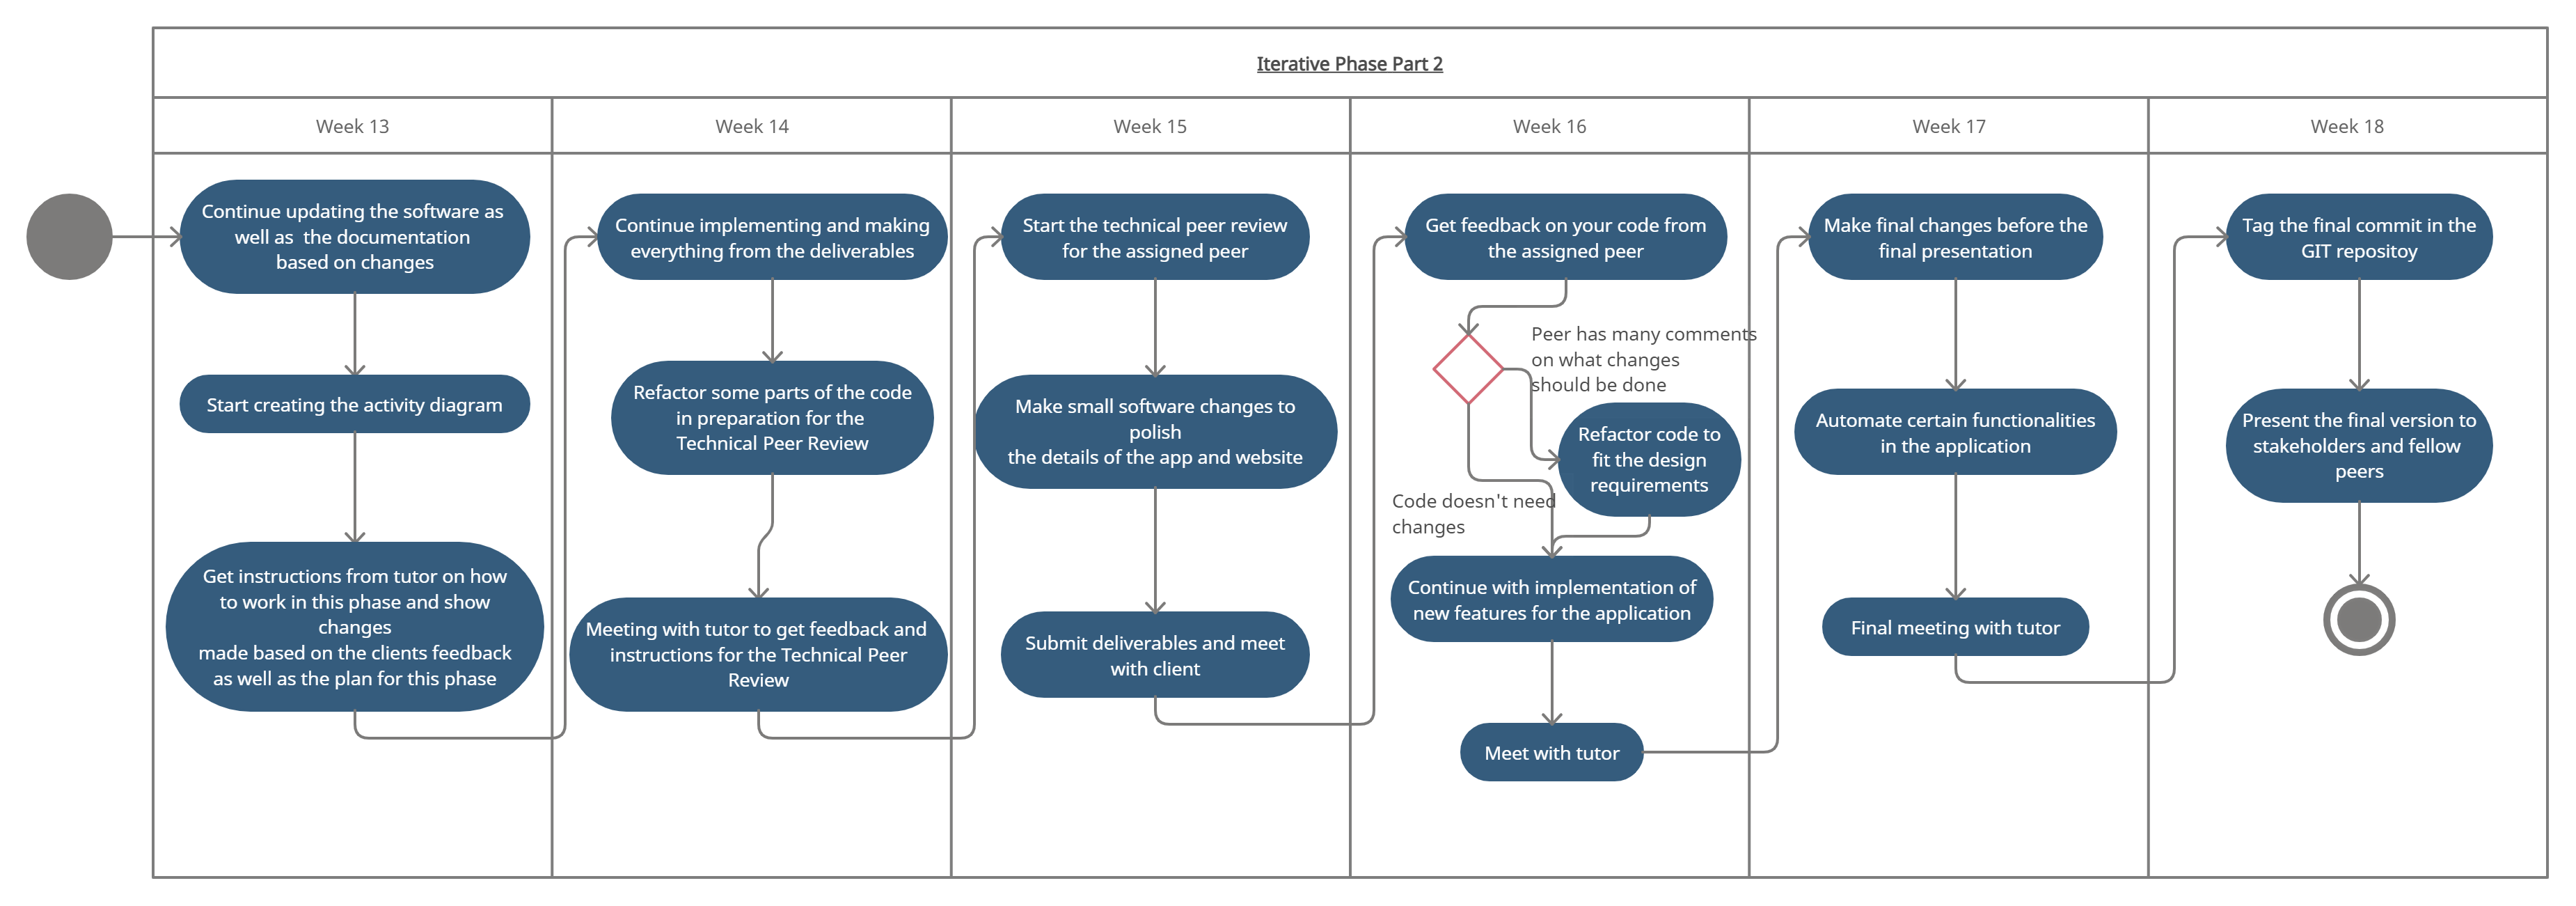 Iterative Phase Part 2
Week 13
Week 14
Week 15
Week 16
Week 17
Week 18
Continue updating the software as
well as  the documentation
based on changes
Start creating the activity diagram
Get instructions from tutor on how
to work in this phase and show
changes
made based on the clients feedback
as well as the plan for this phase
Continue implementing and making
everything from the deliverables
Refactor some parts of the code
in preparation for the
Technical Peer Review
Meeting with tutor to get feedback and
instructions for the Technical Peer
Review
Start the technical peer review
for the assigned peer
Make small software changes to
polish
the details of the app and website
Submit deliverables and meet
with client
Get feedback on your code from
the assigned peer
Peer has many comments
on what changes
should be done
Refactor code to
fit the design
requirements
Code doesn't need
changes
Continue with implementation of
new features for the application
Meet with tutor
Make final changes before the
final presentation
Automate certain functionalities
in the application
Final meeting with tutor
Tag the final commit in the
GIT repositoy
Present the final version to
stakeholders and fellow
peers